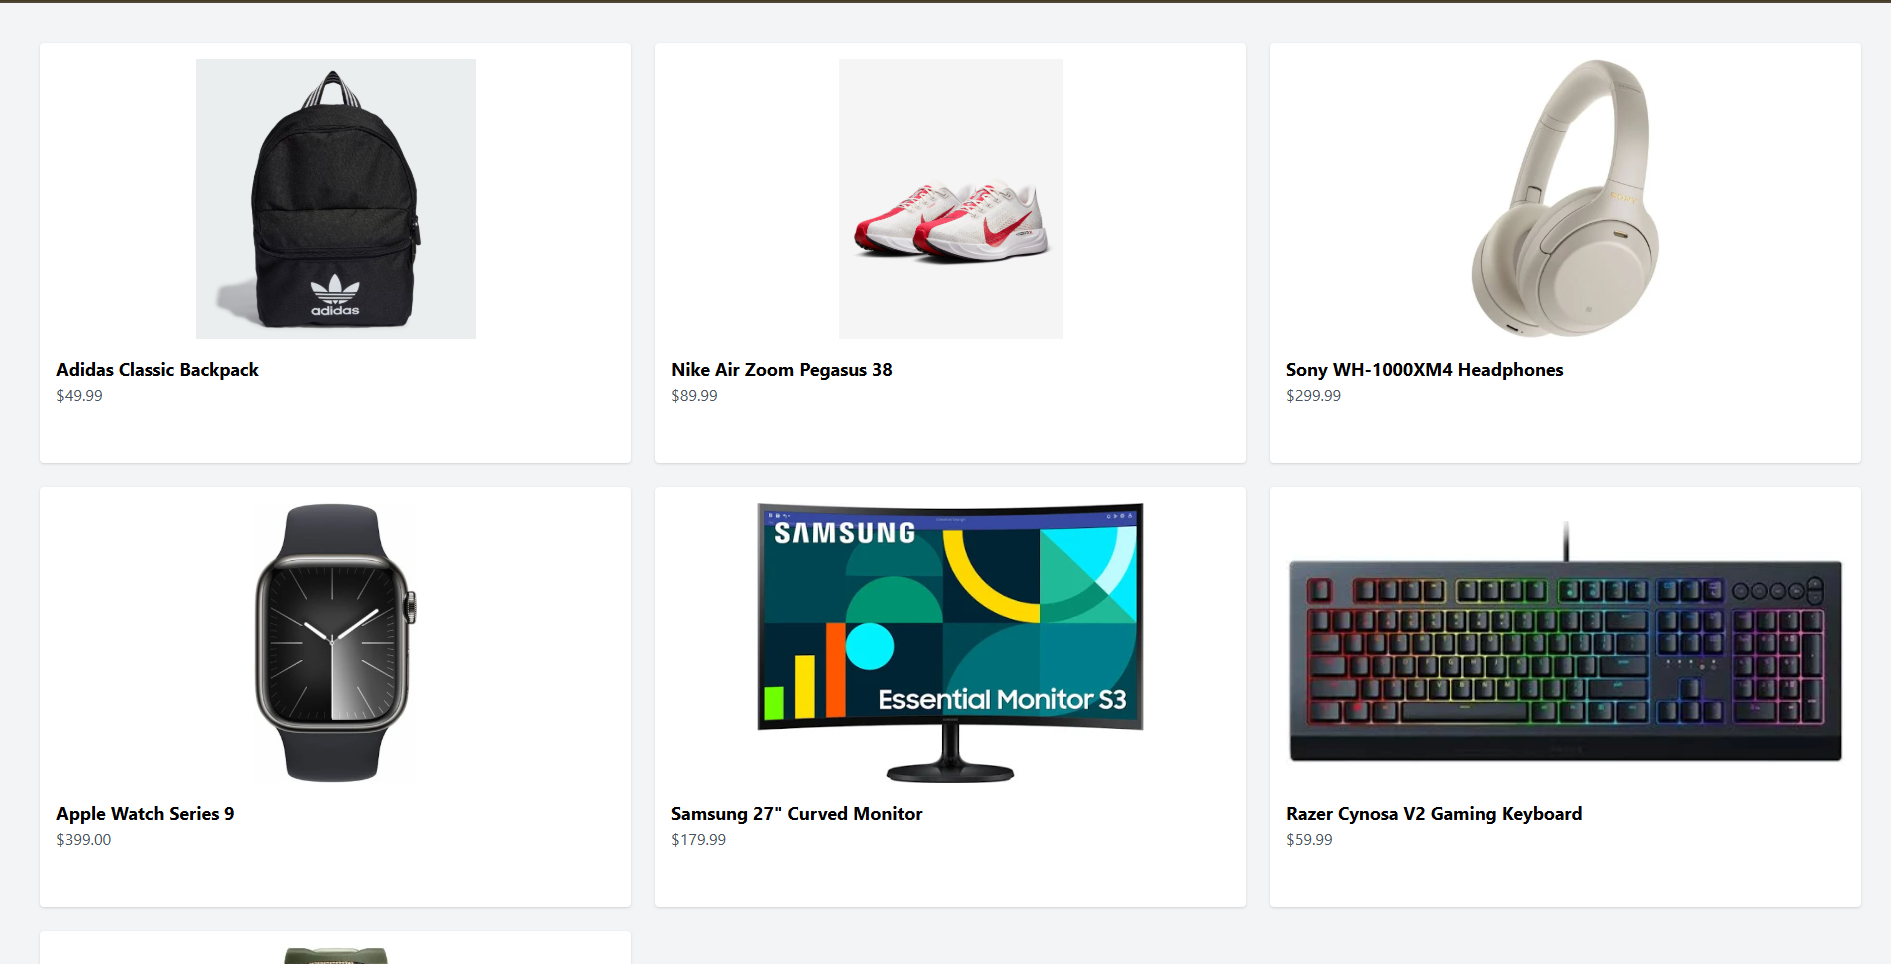 adidas
Adidas Classic Backpack
$49.99
Nike Air Zoom Pegasus 38
$89.99
SONY
Sony WH-1000XM4 Headphones
$299.99
Apple Watch Series 9
$399.00
SAMSUNG
Essential Monitor S3
Samsung 27" Curved Monitor
$179.99
Razer Cynosa V2 Gaming Keyboard
$59.99